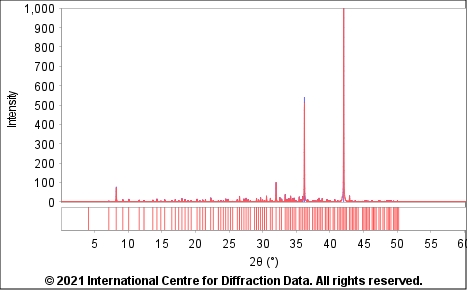 1,000
900
800
700
600
500
400
300
200
100
0
Intensity
5 10 15 20 25 30 35 40 45 50 55 60
2θ (°)
© 2021 International Centre for Diffraction Data. All rights reserved.